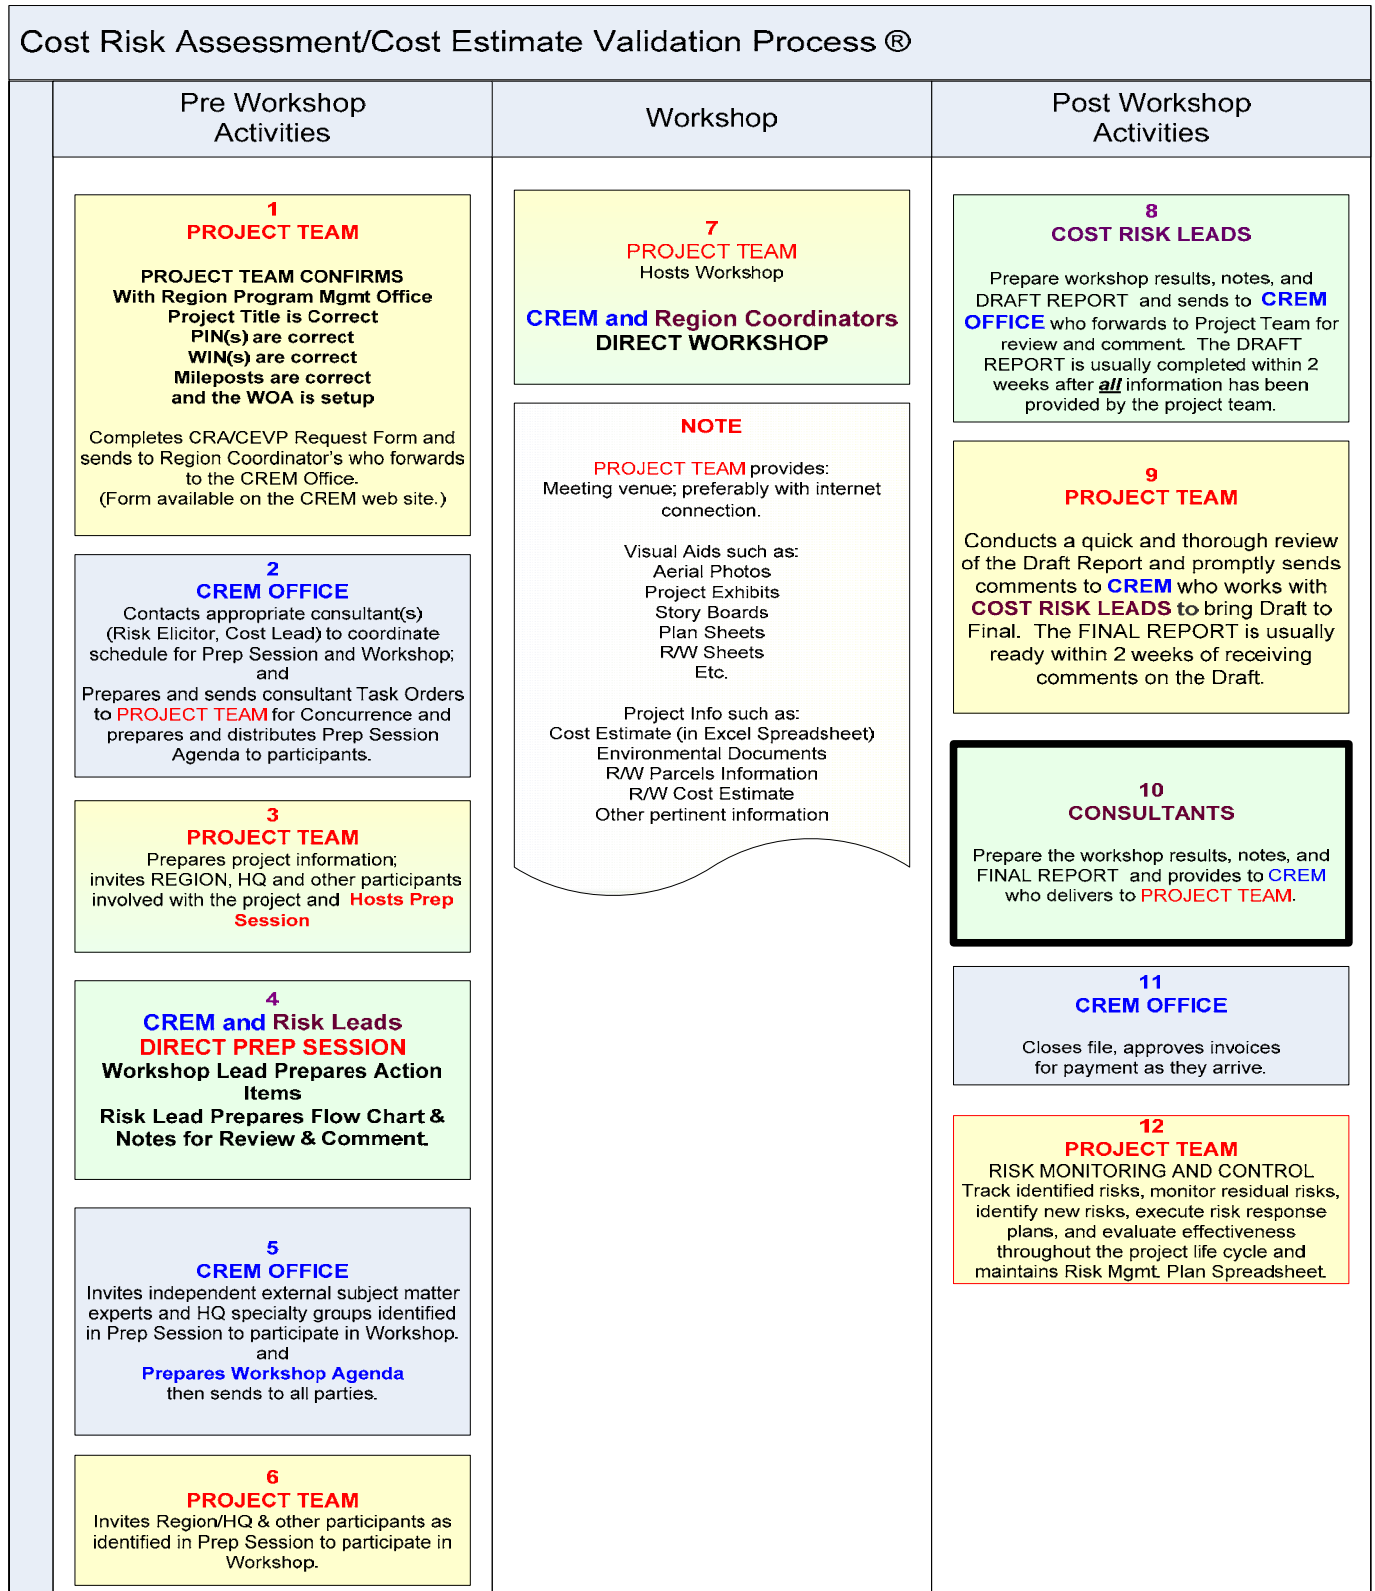 Cost Risk Assessment/Cost Estimate Validation Process ®
Pre Workshop
Activities
1
PROJECT TEAM
PROJECT TEAM CONFIRMS
With Region Program Mgmt Office
Project Title is Correct
PIN(s) are correct
WIN(s) are correct
Mileposts are correct
and the WOA is setup
Completes CRA/CEVP Request Form and
sends to Region Coordinator's who forwards
to the CREM Office.
(Form available on the CREM web site.)
2
CREM OFFICE
Contacts appropriate consultant(s)
(Risk Elicitor, Cost Lead) to coordinate
schedule for Prep Session and Workshop;
and
Prepares and sends consultant Task Orders
to PROJECT TEAM for Concurrence and
prepares and distributes Prep Session
Agenda to participants.
3
PROJECT TEAM
Prepares project information;
invites REGION, HQ and other participants
involved with the project and Hosts Prep
Session
4
CREM and Risk Leads
DIRECT PREP SESSION
Workshop Lead Prepares Action
Items
Risk Lead Prepares Flow Chart &
Notes for Review & Comment.
5
CREM OFFICE
Invites independent external subject matter
experts and HQ specialty groups identified
in Prep Session to participate in Workshop.
and
Prepares Workshop Agenda
then sends to all parties.
6
PROJECT TEAM
Invites Region/HQ & other participants as
identified in Prep Session to participate in
Workshop.
Workshop
7
PROJECT TEAM
Hosts Workshop
CREM and Region Coordinators
DIRECT WORKSHOP
NOTE
PROJECT TEAM provides:
Meeting venue; preferably with internet
connection.
Visual Aids such as:
Aerial Photos
Project Exhibits
Story Boards
Plan Sheets
R/W Sheets
Etc.
Project Info such as:
Cost Estimate (in Excel Spreadsheet)
Environmental Documents
R/W Parcels Information
R/W Cost Estimate
Other pertinent information
Post Workshop
Activities
8
COST RISK LEADS
Prepare workshop results, notes, and
DRAFT REPORT and sends to CREM
OFFICE who forwards to Project Team for
review and comment. The DRAFT
REPORT is usually completed within 2
weeks after all information has been
provided by the project team.
9
PROJECT TEAM
Conducts a quick and thorough review
of the Draft Report and promptly sends
comments to CREM who works with
COST RISK LEADS to bring Draft to
Final. The FINAL REPORT is usually
ready within 2 weeks of receiving
comments on the Draft.
10
CONSULTANTS
Prepare the workshop results, notes, and
FINAL REPORT and provides to CREM
who delivers to PROJECT TEAM.
11
CREM OFFICE
Closes file, approves invoices
for payment as they arrive.
12
PROJECT TEAM
RISK MONITORING AND CONTROL
Track identified risks, monitor residual risks,
identify new risks, execute risk response
plans, and evaluate effectiveness
throughout the project life cycle and
maintains Risk Mgmt. Plan Spreadsheet.